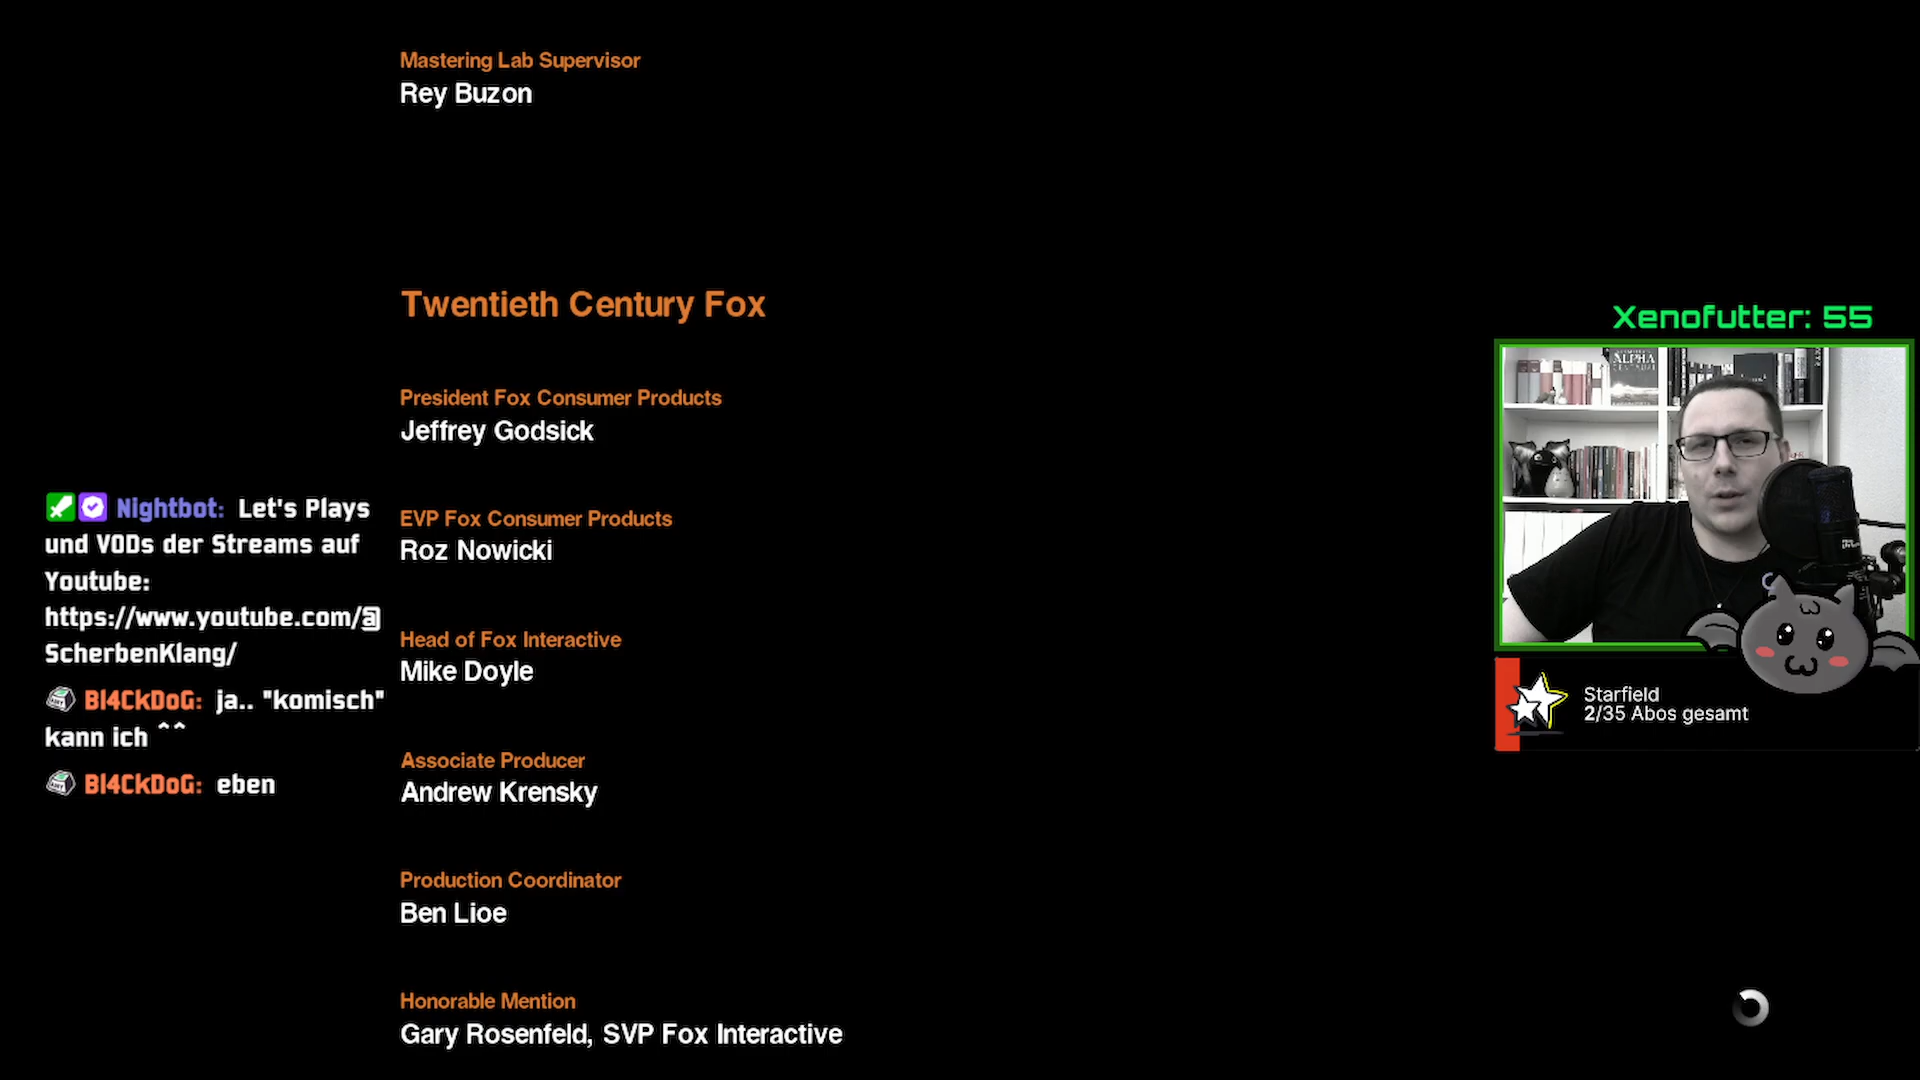 Mastering Lab Supervisor
Rey Buzon
Twentieth Century Fox
President Fox Consumer Products
Jeffrey Godsick
EVP Fox Consumer Products
Roz Nowicki
Head of Fox Interactive
Mike Doyle
Associate Producer
Andrew Krensky
Production Coordinator
Ben Lioe
Honorable Mention
Gary Rosenfeld, SVP Fox Interactive
Nightbot: Let's Plays
und VODs der Streams auf
Youtube:
https://www.youtube.com/@
ScherbenKlang/
Bl4CkDoG: ja.. "komisch"
kann ich ^^
Bl4CkDoG: eben
Xenofutter: 55
ALPHA
Starfield
2/35 Abos gesamt